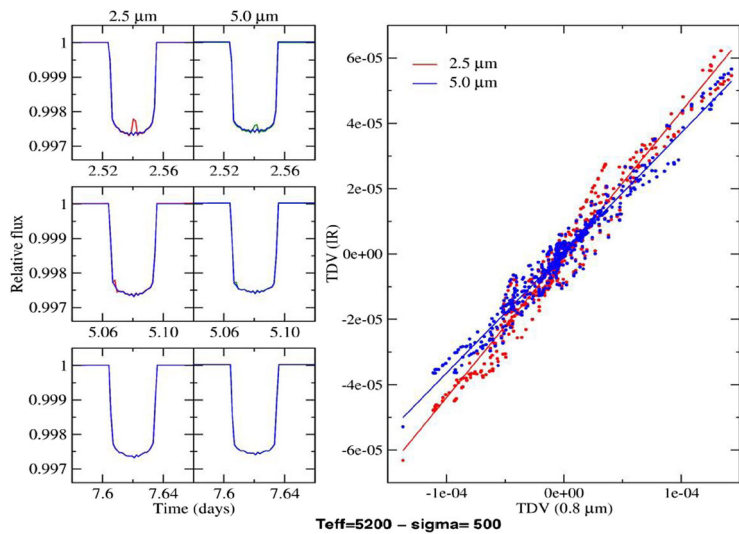 2.5 µm
5.0 µm
1
0.999
0.998
0.997
2.52
2.56
2.52
2.56
1
0.999
0.998
0.997
5.06
5.10
5.06
5.10
1
0.999
0.998
0.997
7.6
7.64
7.6
7.64
Relative flux
Time (days)
2.5 µm
5.0 µm
6e-05
4e-05
2e-05
0e+00
-2e-05
-4e-05
-6e-05
TDV (IR)
-1e-04
0e+00
1e-04
TDV (0.8 µm)
Teff=5200 – sigma= 500